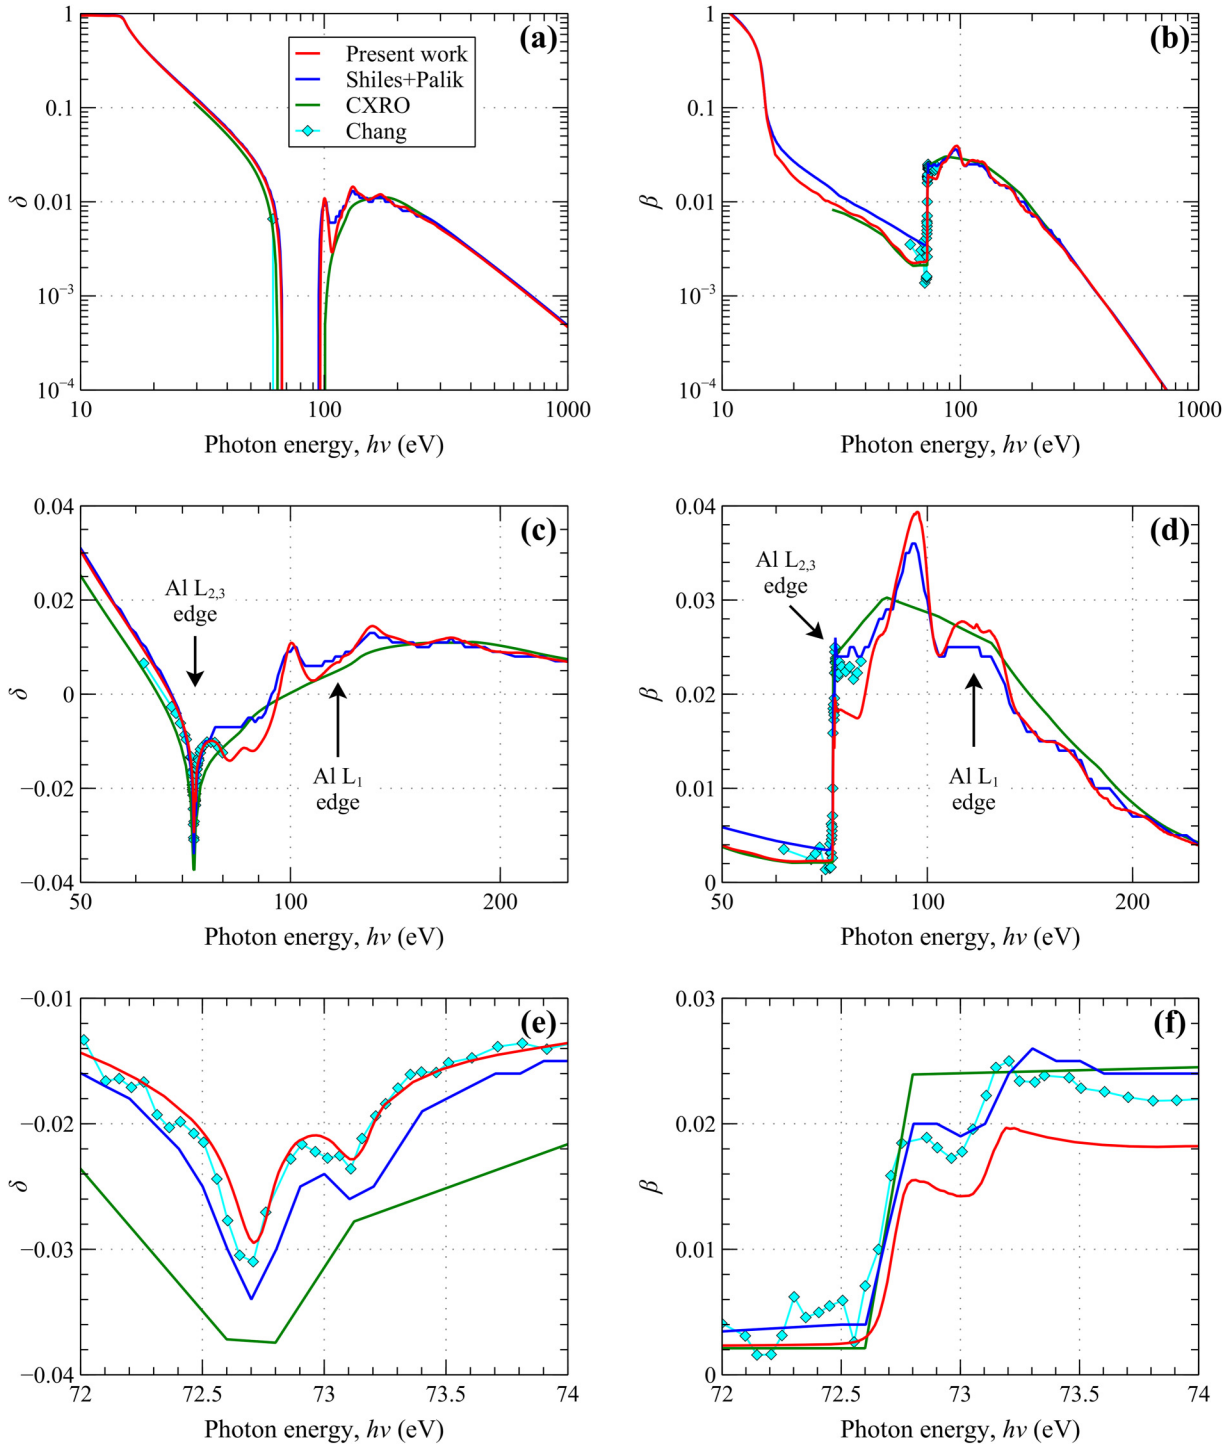 1
0.1
0.01
10⁻³
10⁻⁴
δ
(a)
Present work
Shiles+Palik
CXRO
Chang
10
100
1000
Photon energy, hν (eV)
1
0.1
0.01
10⁻³
10⁻⁴
β
(b)
10
100
1000
Photon energy, hν (eV)
0.04
0.02
0
−0.02
−0.04
δ
(c)
Al L₂,₃
edge
Al L₁
edge
50
100
200
Photon energy, hν (eV)
0.04
0.03
0.02
0.01
0
β
(d)
Al L₂,₃
edge
Al L₁
edge
50
100
200
Photon energy, hν (eV)
−0.01
−0.02
−0.03
−0.04
δ
(e)
72
72.5
73
73.5
74
Photon energy, hν (eV)
0.03
0.02
0.01
0
β
(f)
72
72.5
73
73.5
74
Photon energy, hν (eV)